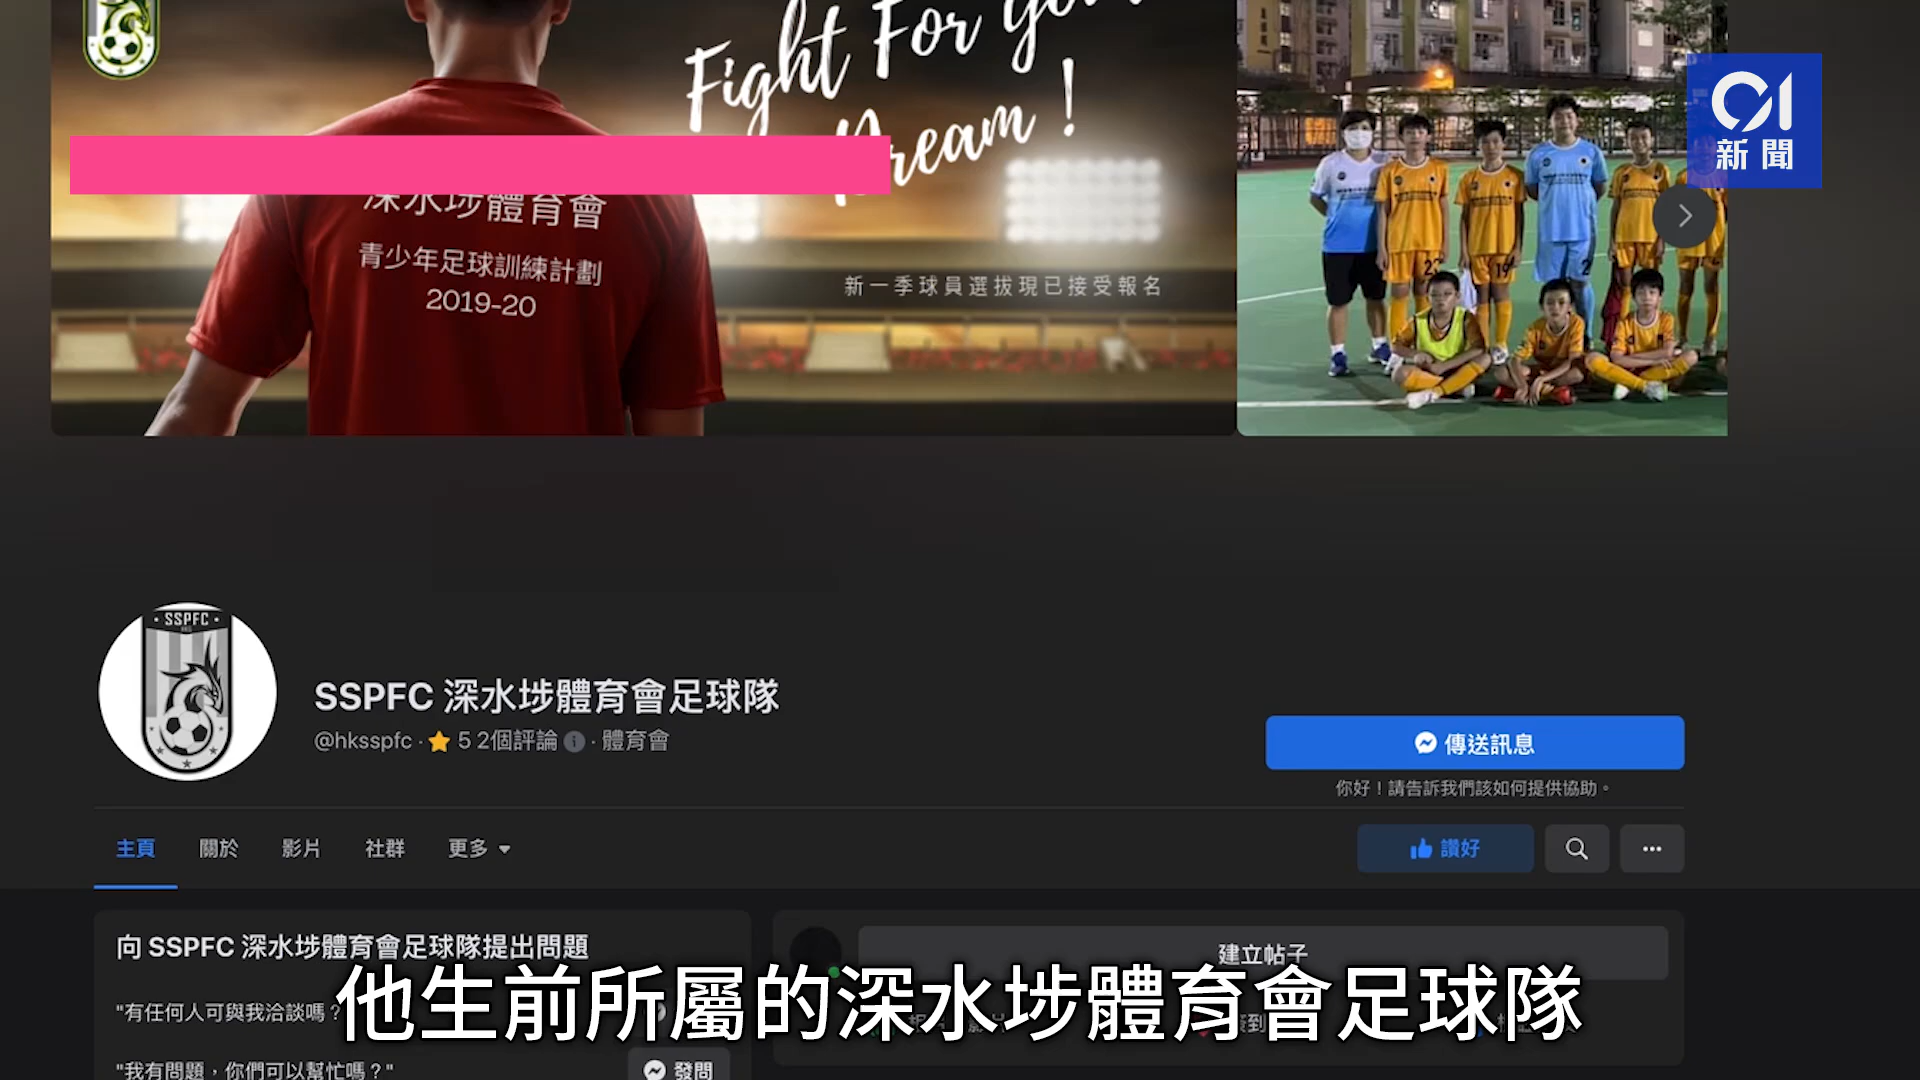 Fight For your
Dream !
深水埗體育會
青少年足球訓練計劃
2019-20
新一季球員選拔現已接受報名
23
19
2
01
新聞
SSPFC
SSPFC 深水埗體育會足球隊
@hksspfc · 5 2個評論 · 體育會
傳送訊息
你好！請告訴我們該如何提供協助。
主頁 關於 影片 社群 更多
讚好
向 SSPFC 深水埗體育會足球隊提出問題
建立帖子
"有任何人可與我洽談嗎？
他生前所屬的深水埗體育會足球隊
"我有問題，你們可以幫忙嗎？"
發問